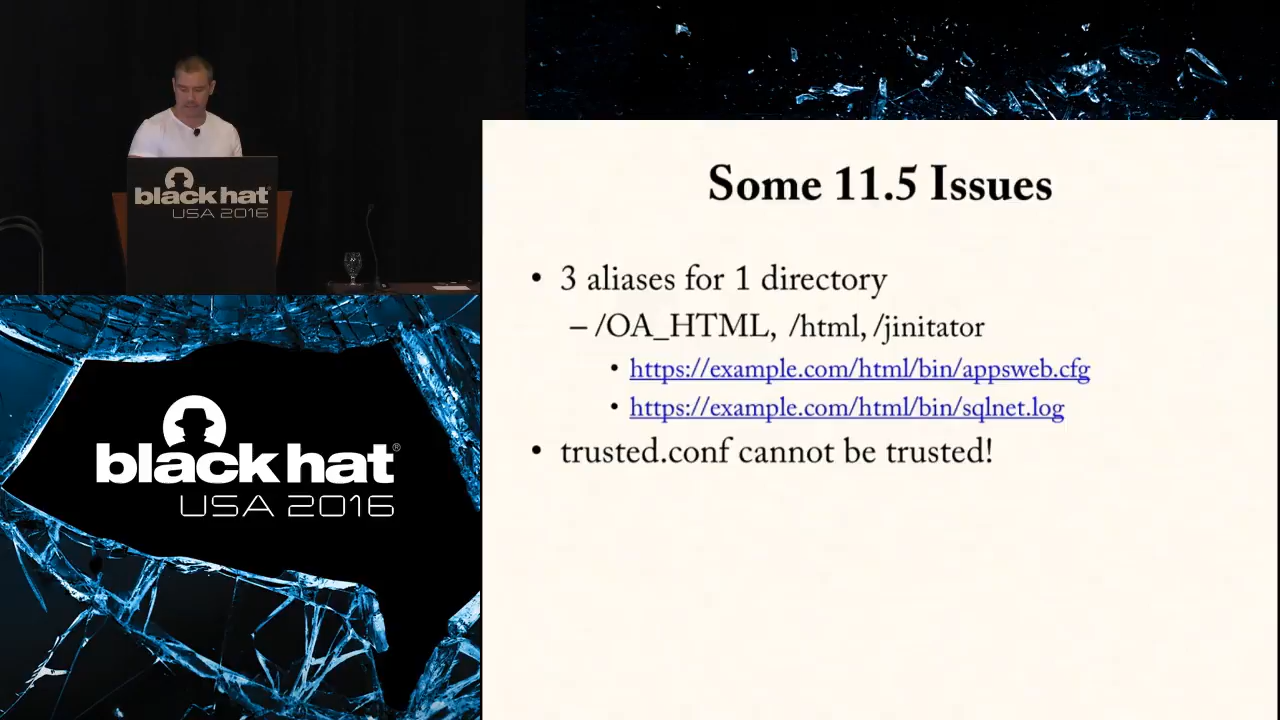 black hat
USA 2016
black hat®
USA 2016
Some 11.5 Issues
• 3 aliases for 1 directory
– /OA_HTML, /html, /jinitator
• https://example.com/html/bin/appsweb.cfg
• https://example.com/html/bin/sqlnet.log
• trusted.conf cannot be trusted!